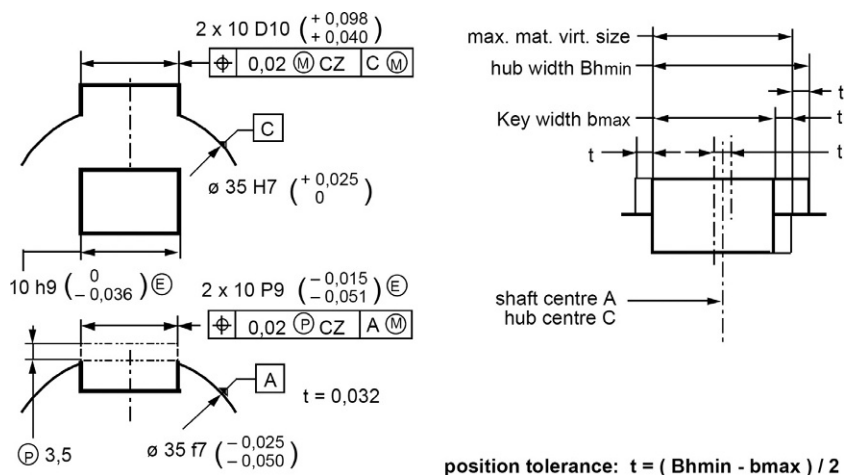 2 x 10 D10 ( + 0,098 + 0,040 )
⌖ 0,02 Ⓜ CZ C Ⓜ
C
ø 35 H7 ( + 0,025 0 )
10 h9 ( 0 – 0,036 ) Ⓔ
2 x 10 P9 ( – 0,015 – 0,051 ) Ⓔ
⌖ 0,02 Ⓟ CZ A Ⓜ
A
t = 0,032
Ⓟ 3,5
ø 35 f7 ( – 0,025 – 0,050 )
max. mat. virt. size
hub width Bhmin
t
Key width bmax
t
t
t
shaft centre A
hub centre C
position tolerance: t = ( Bhmin - bmax ) / 2